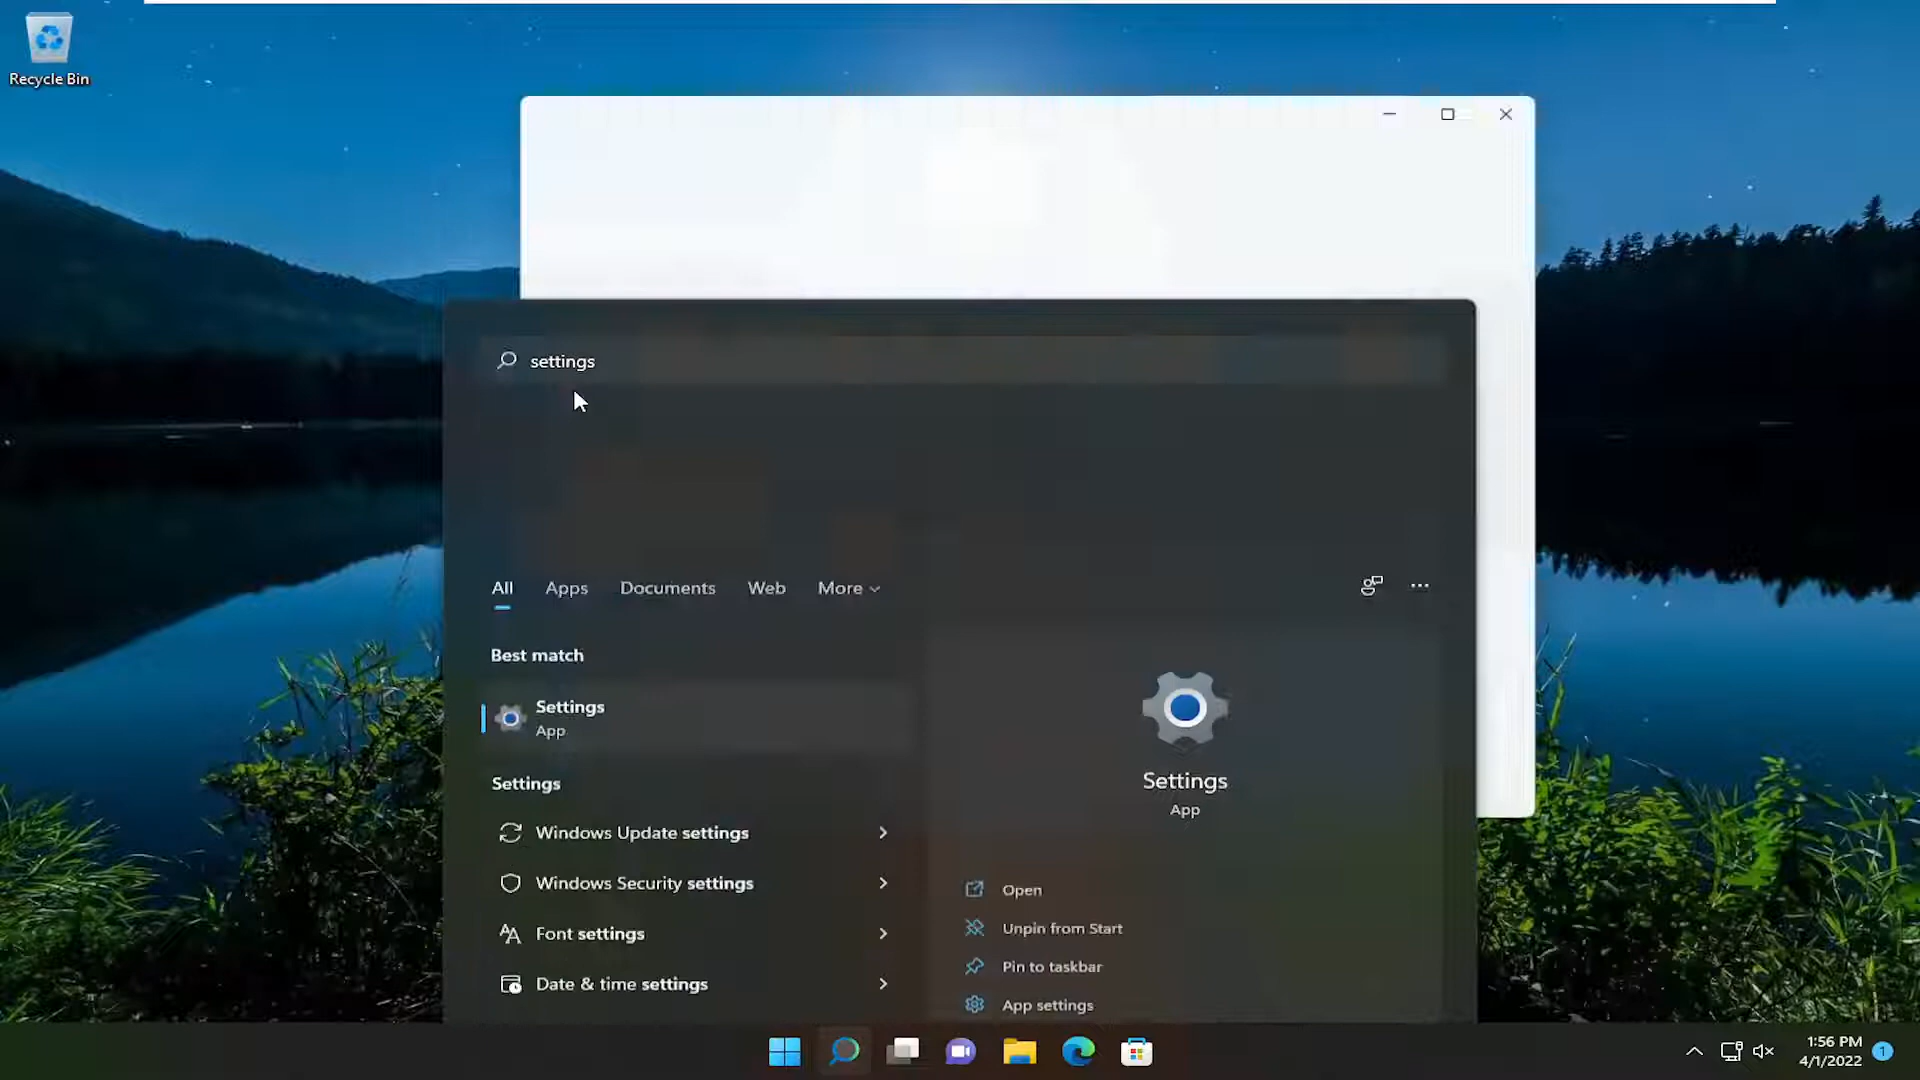 Recycle Bin
settings
All Apps Documents Web More
Best match
Settings
App
Settings
Windows Update settings
Windows Security settings
Font settings
Date & time settings
Settings
App
Open
Unpin from Start
Pin to taskbar
App settings
1:56 PM
4/1/2022
1